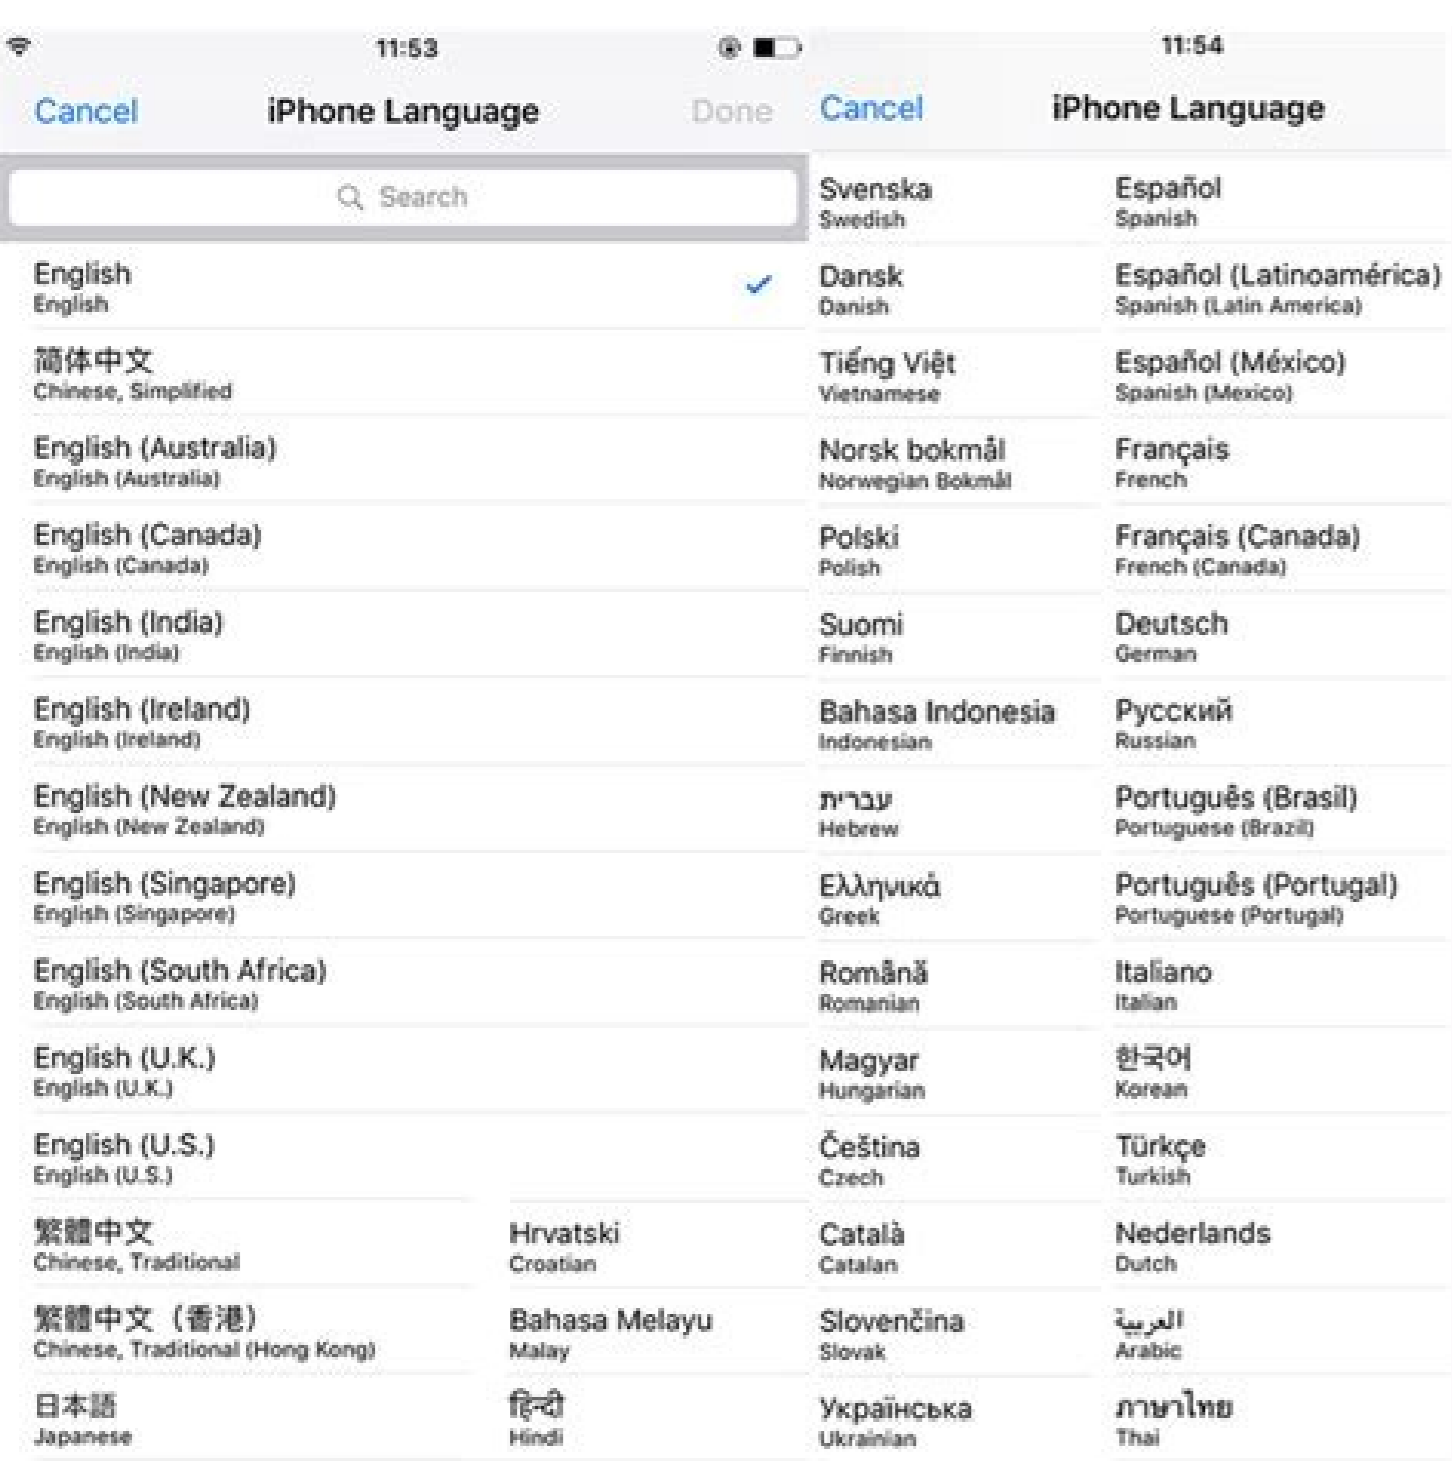 11:53
Cancel
iPhone Language
Done
Search
English
English
简体中文
Chinese, Simplified
English (Australia)
English (Australia)
English (Canada)
English (Canada)
English (India)
English (India)
English (Ireland)
English (Ireland)
English (New Zealand)
English (New Zealand)
English (Singapore)
English (Singapore)
English (South Africa)
English (South Africa)
English (U.K.)
English (U.K.)
English (U.S.)
English (U.S.)
繁體中文
Chinese, Traditional
繁體中文（香港）
Chinese, Traditional (Hong Kong)
日本語
Japanese
Hrvatski
Croatian
Bahasa Melayu
Malay
हिन्दी
Hindi
11:54
Cancel
iPhone Language
Svenska
Swedish
Dansk
Danish
Tiếng Việt
Vietnamese
Norsk bokmål
Norwegian Bokmål
Polski
Polish
Suomi
Finnish
Bahasa Indonesia
Indonesian
עברית
Hebrew
Ελληνικά
Greek
Română
Romanian
Magyar
Hungarian
Čeština
Czech
Català
Catalan
Slovenčina
Slovak
Українська
Ukrainian
Español
Spanish
Español (Latinoamérica)
Spanish (Latin America)
Español (México)
Spanish (Mexico)
Français
French
Français (Canada)
French (Canada)
Deutsch
German
Русский
Russian
Português (Brasil)
Portuguese (Brazil)
Português (Portugal)
Portuguese (Portugal)
Italiano
Italian
한국어
Korean
Türkçe
Turkish
Nederlands
Dutch
العربية
Arabic
ภาษาไทย
Thai